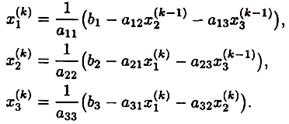 x_1^{(k)} = \frac{1}{a_{11}} (b_1 - a_{12}x_2^{(k-1)} - a_{13}x_3^{(k-1)}),
x_2^{(k)} = \frac{1}{a_{22}} (b_2 - a_{21}x_1^{(k)} - a_{23}x_3^{(k-1)}),
x_3^{(k)} = \frac{1}{a_{33}} (b_3 - a_{31}x_1^{(k)} - a_{32}x_2^{(k)}).